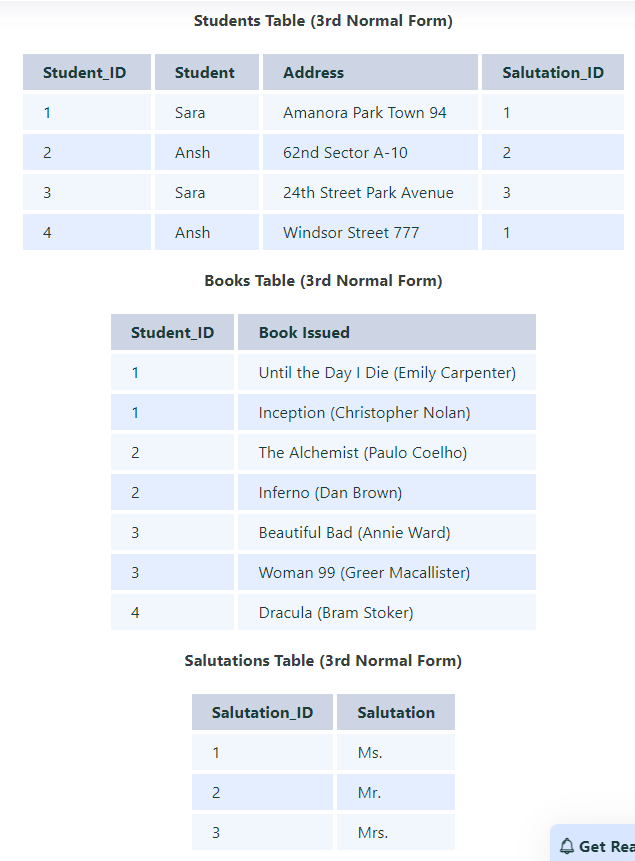 Students Table (3rd Normal Form)
Student_ID Student Address Salutation_ID
1 Sara Amanora Park Town 94 1
2 Ansh 62nd Sector A-10 2
3 Sara 24th Street Park Avenue 3
4 Ansh Windsor Street 777 1
Books Table (3rd Normal Form)
Student_ID Book Issued
1 Until the Day I Die (Emily Carpenter)
1 Inception (Christopher Nolan)
2 The Alchemist (Paulo Coelho)
2 Inferno (Dan Brown)
3 Beautiful Bad (Annie Ward)
3 Woman 99 (Greer Macallister)
4 Dracula (Bram Stoker)
Salutations Table (3rd Normal Form)
Salutation_ID Salutation
1 Ms.
2 Mr.
3 Mrs.
Get Rea